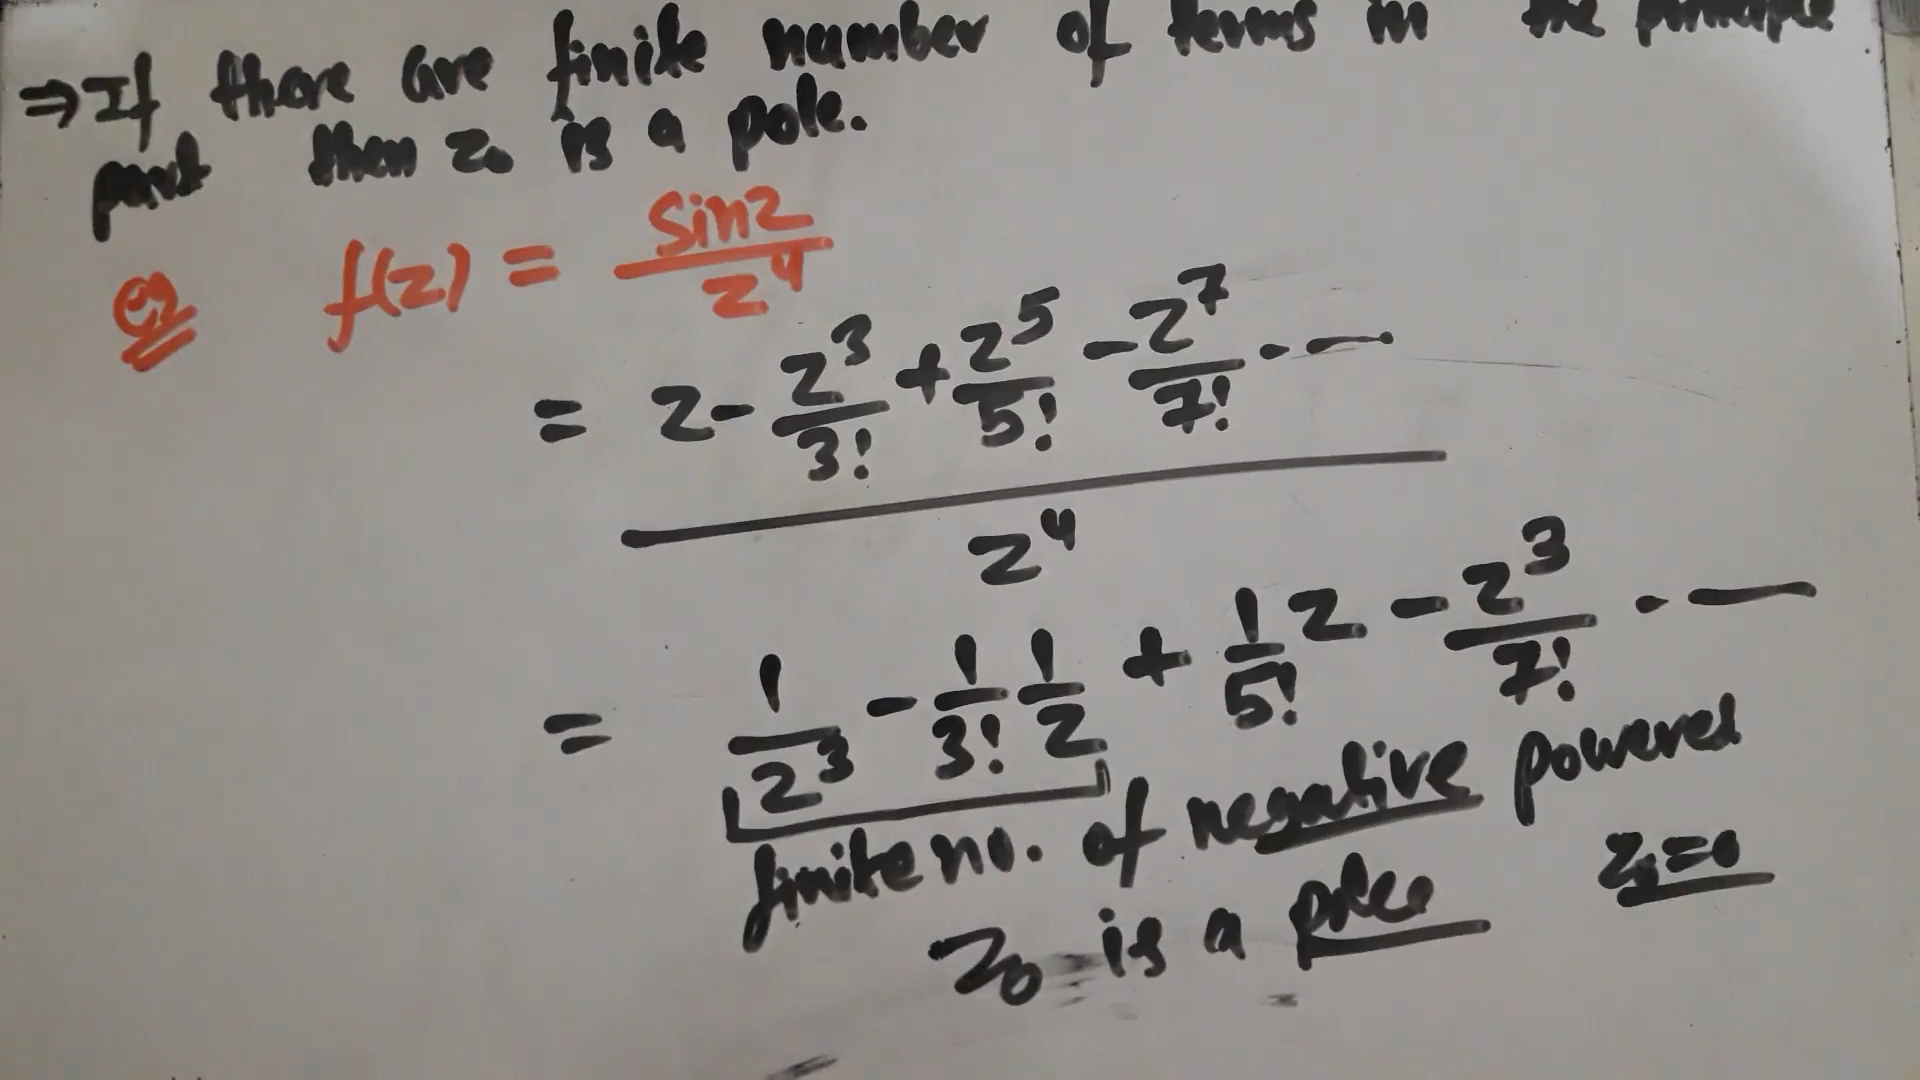 ⇒ If there are finite number of terms in the principle
part then z₀ is a pole.
eg f(z) = sinz / z⁴
= z - z³/3! + z⁵/5! - z⁷/7! - — / z⁴
= 1/z³ - 1/3! 1/z + 1/5! z - z³/7! - —
finite no. of negative powered
z₀ = 0
z₀ is a pole